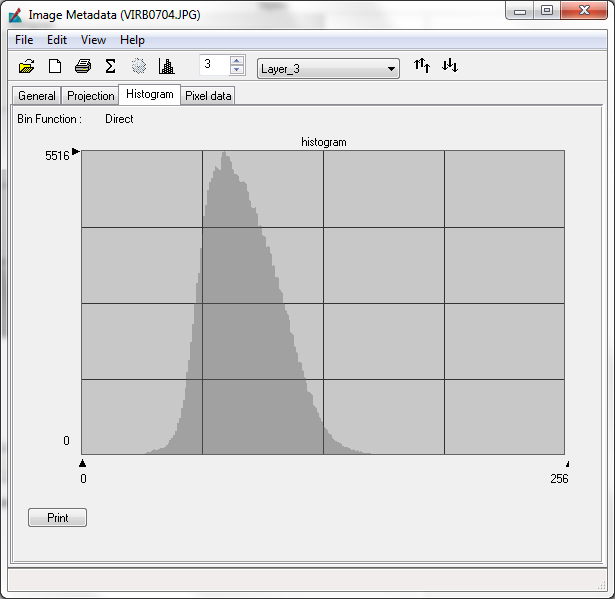 Image Metadata (VIRB0704.JPG)
File Edit View Help
3 Layer_3
General Projection Histogram Pixel data
Bin Function : Direct
histogram
5516
0
0 256
Print